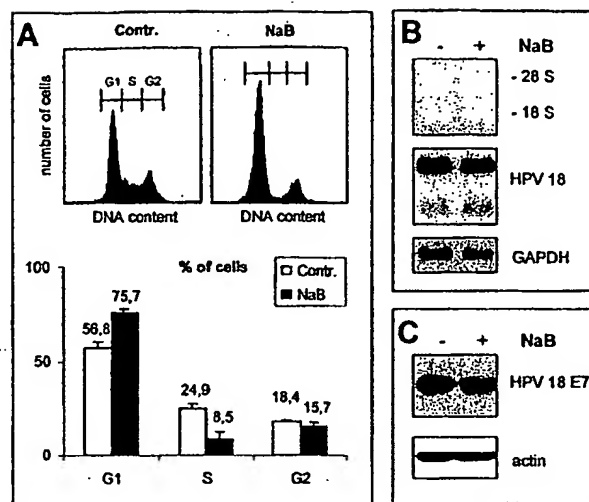 A
Contr.
NaB
G1 S G2
number of cells
DNA content
DNA content
% of cells
Contr.
NaB
100
50
0
56,8
75,7
24,9
8,5
18,4
15,7
G1 S G2
B
- + NaB
- 28 S
- 18 S
HPV 18
GAPDH
C
- + NaB
HPV 18 E7
actin